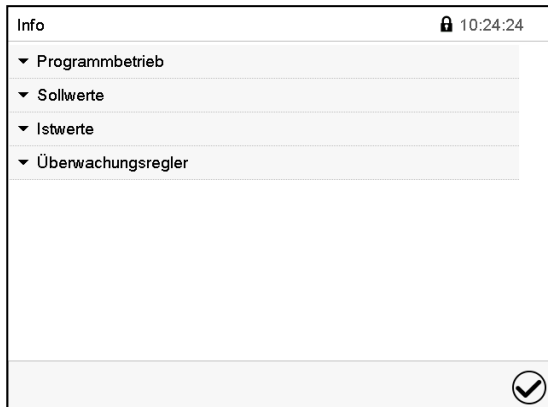 Info 10:24:24
Programmbetrieb
Sollwerte
Istwerte
Überwachungsregler